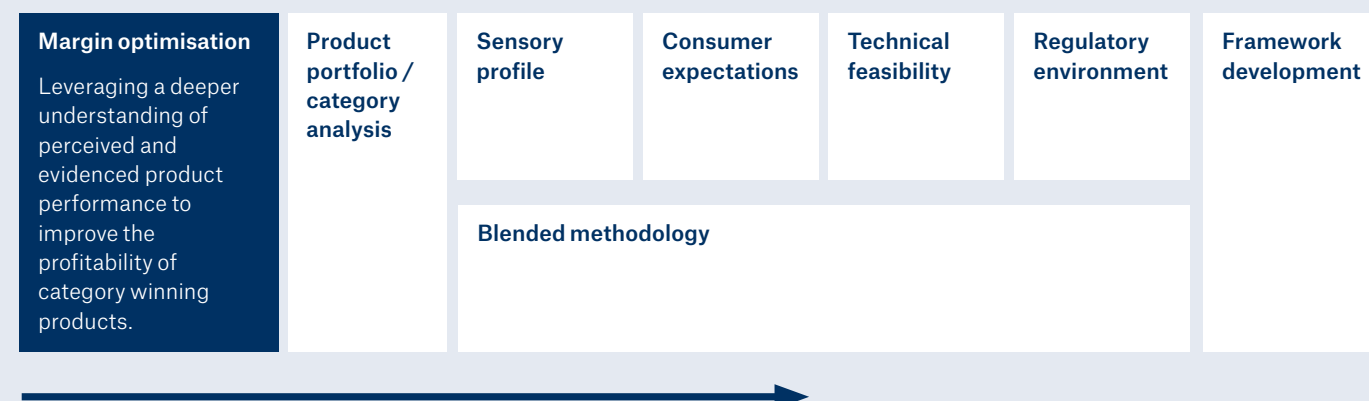 Margin optimisation
Leveraging a deeper
understanding of
perceived and
evidenced product
performance to
improve the
profitability of
category winning
products.
Product
portfolio /
category
analysis
Sensory
profile
Consumer
expectations
Technical
feasibility
Regulatory
environment
Blended methodology
Framework
development